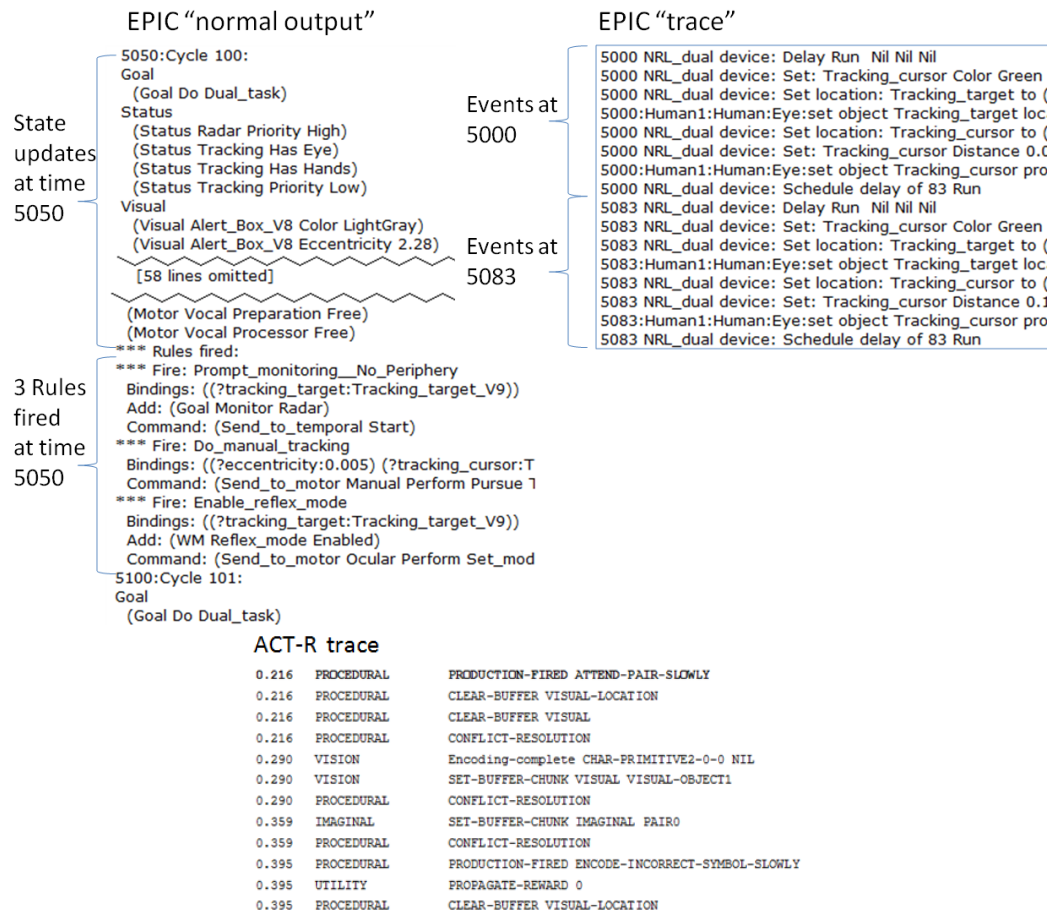 EPIC “normal output”
State
updates
at time
5050
5050:Cycle 100:
Goal
(Goal Do Dual_task)
Status
(Status Radar Priority High)
(Status Tracking Has Eye)
(Status Tracking Has Hands)
(Status Tracking Priority Low)
Visual
(Visual Alert_Box_V8 Color LightGray)
(Visual Alert_Box_V8 Eccentricity 2.28)
[58 lines omitted]
(Motor Vocal Preparation Free)
(Motor Vocal Processor Free)
3 Rules
fired
at time
5050
*** Rules fired:
*** Fire: Prompt_monitoring__No_Periphery
Bindings: ((?tracking_target:Tracking_target_V9))
Add: (Goal Monitor Radar)
Command: (Send_to_temporal Start)
*** Fire: Do_manual_tracking
Bindings: ((?eccentricity:0.005) (?tracking_cursor:T
Command: (Send_to_motor Manual Perform Pursue T
*** Fire: Enable_reflex_mode
Bindings: ((?tracking_target:Tracking_target_V9))
Add: (WM Reflex_mode Enabled)
Command: (Send_to_motor Ocular Perform Set_mod
5100:Cycle 101:
Goal
(Goal Do Dual_task)
EPIC “trace”
Events at
5000
5000 NRL_dual device: Delay Run  Nil Nil Nil
5000 NRL_dual device: Set: Tracking_cursor Color Green
5000 NRL_dual device: Set location: Tracking_target to (
5000:Human1:Human:Eye:set object Tracking_target loca
5000 NRL_dual device: Set location: Tracking_cursor to (
5000 NRL_dual device: Set: Tracking_cursor Distance 0.0
5000:Human1:Human:Eye:set object Tracking_cursor pro
5000 NRL_dual device: Schedule delay of 83 Run
Events at
5083
5083 NRL_dual device: Delay Run  Nil Nil Nil
5083 NRL_dual device: Set: Tracking_cursor Color Green
5083 NRL_dual device: Set location: Tracking_target to (
5083:Human1:Human:Eye:set object Tracking_target loca
5083 NRL_dual device: Set location: Tracking_cursor to (
5083 NRL_dual device: Set: Tracking_cursor Distance 0.1
5083:Human1:Human:Eye:set object Tracking_cursor pro
5083 NRL_dual device: Schedule delay of 83 Run
ACT-R trace
0.216 PROCEDURAL PRODUCTION-FIRED ATTEND-PAIR-SLOWLY
0.216 PROCEDURAL CLEAR-BUFFER VISUAL-LOCATION
0.216 PROCEDURAL CLEAR-BUFFER VISUAL
0.216 PROCEDURAL CONFLICT-RESOLUTION
0.290 VISION Encoding-complete CHAR-PRIMITIVE2-0-0 NIL
0.290 VISION SET-BUFFER-CHUNK VISUAL VISUAL-OBJECT1
0.290 PROCEDURAL CONFLICT-RESOLUTION
0.359 IMAGINAL SET-BUFFER-CHUNK IMAGINAL PAIR0
0.359 PROCEDURAL CONFLICT-RESOLUTION
0.395 PROCEDURAL PRODUCTION-FIRED ENCODE-INCORRECT-SYMBOL-SLOWLY
0.395 UTILITY PROPAGATE-REWARD 0
0.395 PROCEDURAL CLEAR-BUFFER VISUAL-LOCATION